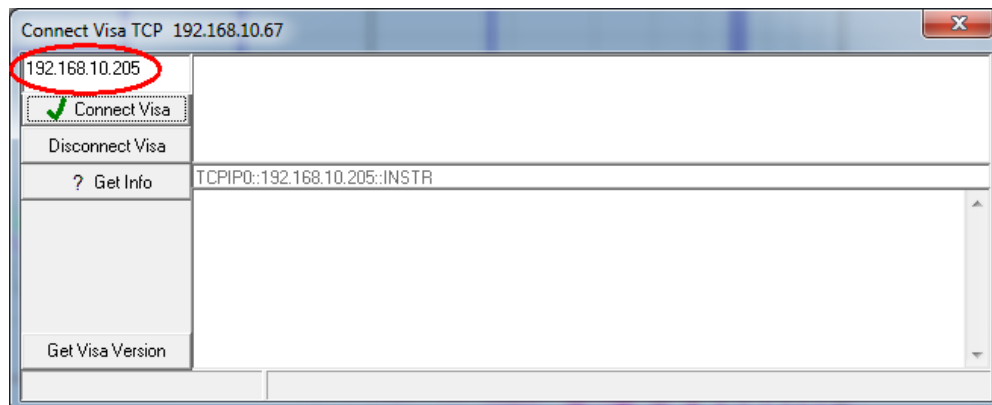 Connect Visa TCP 192.168.10.67
192.168.10.205
Connect Visa
Disconnect Visa
? Get Info
TCPIP0::192.168.10.205::INSTR
Get Visa Version